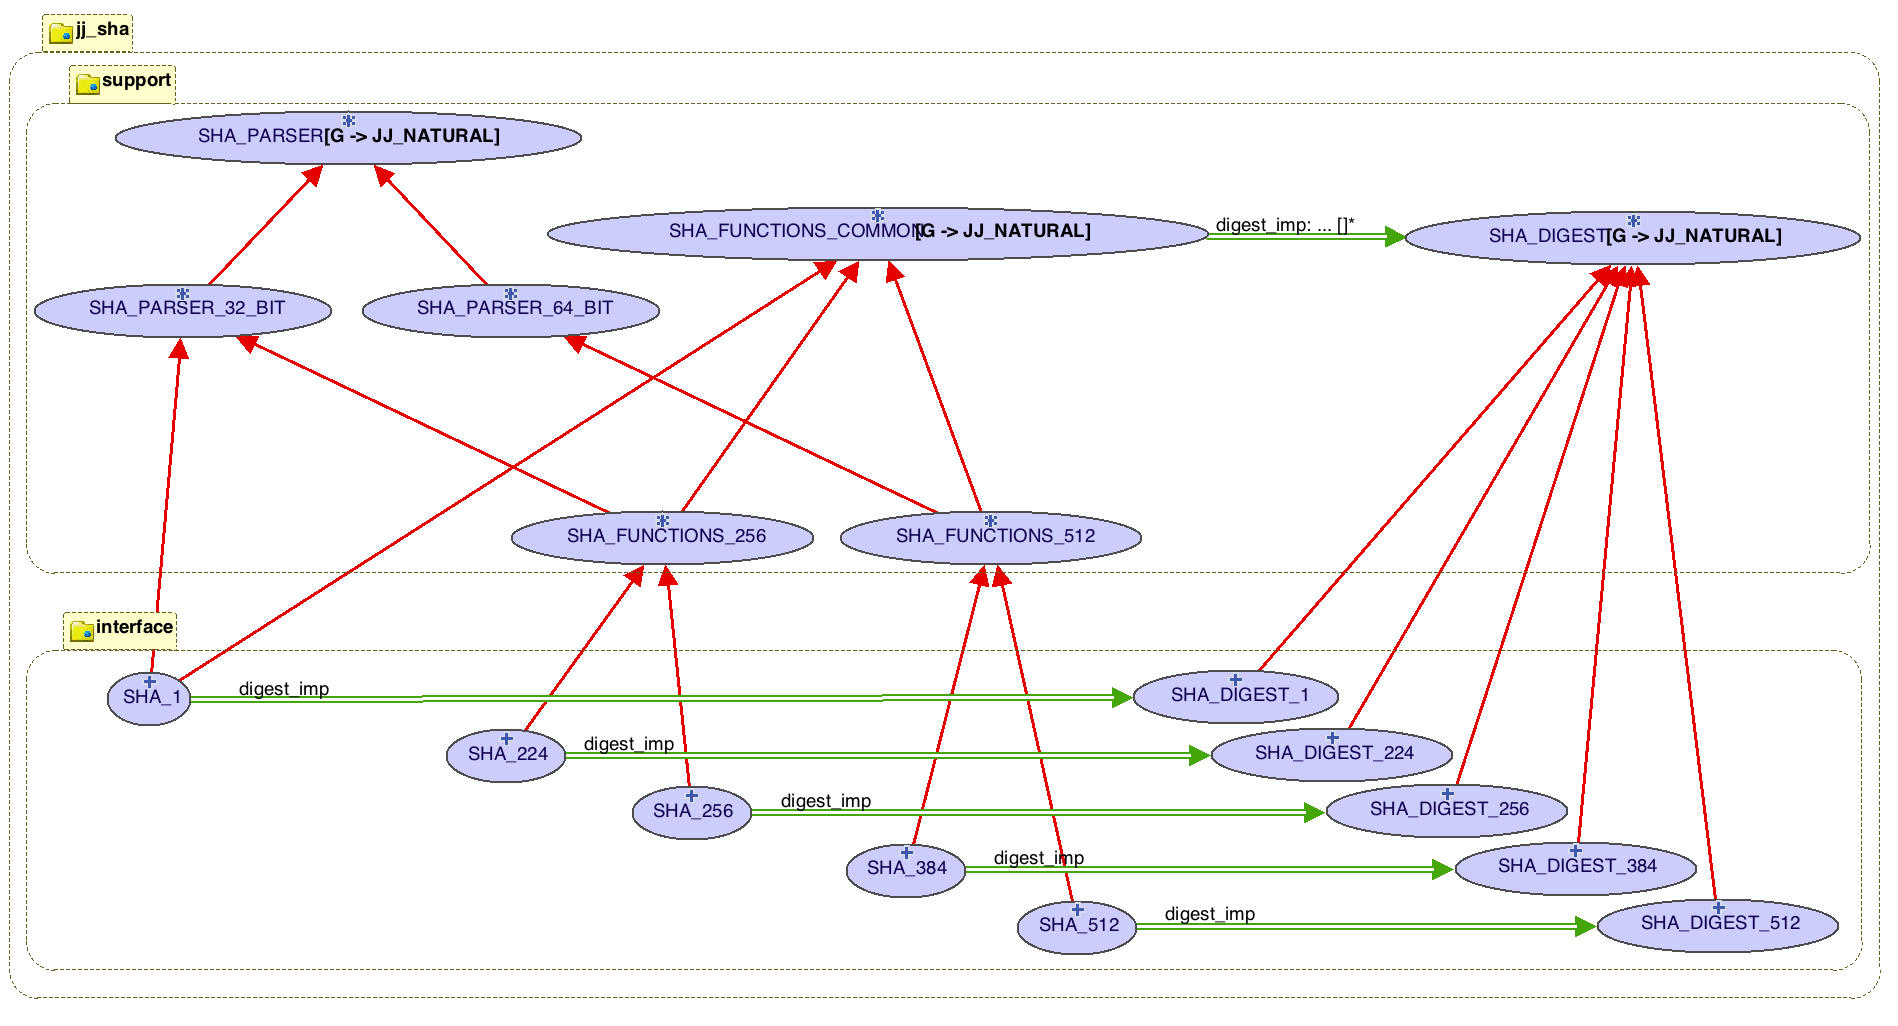 jj_sha
support
SHA_PARSER[G -> JJ_NATURAL]
SHA_FUNCTIONS_COMMON[G -> JJ_NATURAL]
digest_imp: ... []*
SHA_DIGEST[G -> JJ_NATURAL]
SHA_PARSER_32_BIT
SHA_PARSER_64_BIT
SHA_FUNCTIONS_256
SHA_FUNCTIONS_512
interface
SHA_1
digest_imp
SHA_DIGEST_1
SHA_224
digest_imp
SHA_DIGEST_224
SHA_256
digest_imp
SHA_DIGEST_256
SHA_384
digest_imp
SHA_DIGEST_384
SHA_512
digest_imp
SHA_DIGEST_512